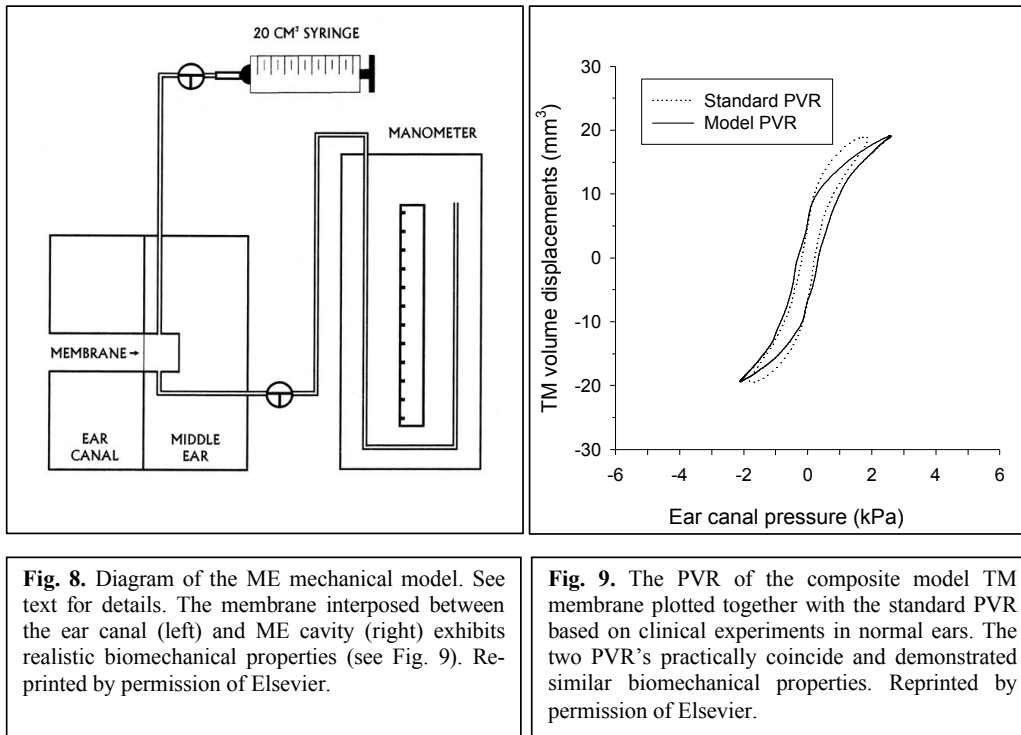 20 CM³ SYRINGE
MANOMETER
MEMBRANE→
EAR
CANAL
MIDDLE
EAR
Standard PVR
Model PVR
TM volume displacements (mm³)
30
20
10
0
-10
-20
-30
-6 -4 -2 0 2 4 6
Ear canal pressure (kPa)
Fig. 8. Diagram of the ME mechanical model. See
text for details. The membrane interposed between
the ear canal (left) and ME cavity (right) exhibits
realistic biomechanical properties (see Fig. 9). Re-
printed by permission of Elsevier.
Fig. 9. The PVR of the composite model TM
membrane plotted together with the standard PVR
based on clinical experiments in normal ears. The
two PVR's practically coincide and demonstrated
similar biomechanical properties. Reprinted by
permission of Elsevier.